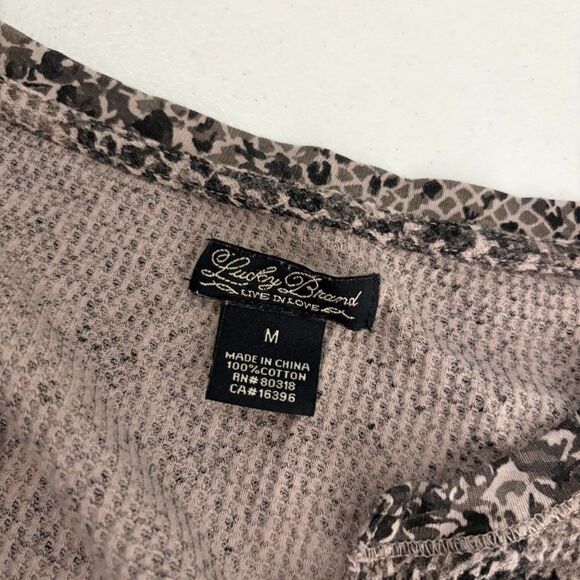 Lucky Brand
LIVE IN LOVE
M
MADE IN CHINA
100%COTTON
RN#80318
CA#16396